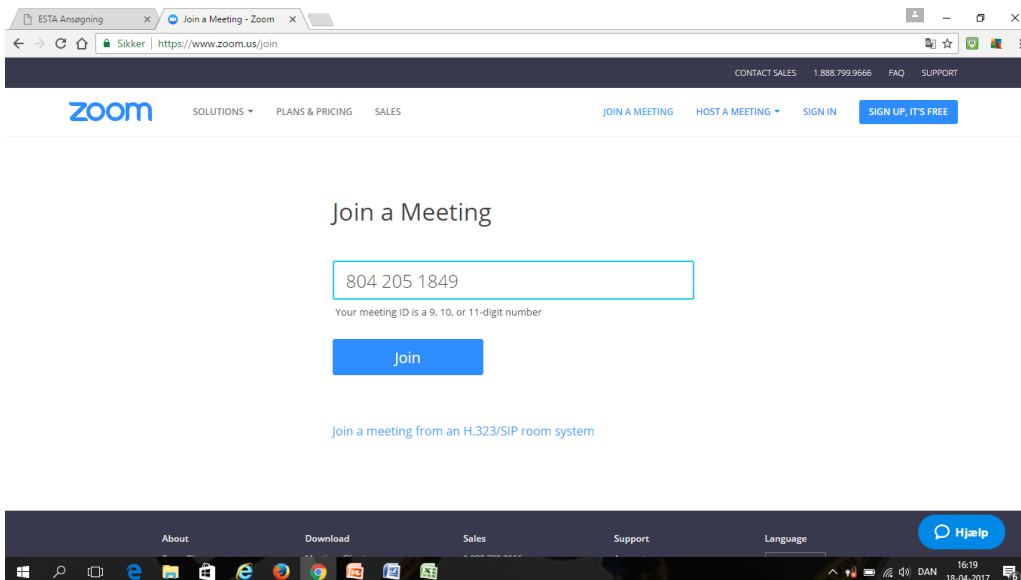 ESTA Ansøgning
Join a Meeting - Zoom
Sikker https://www.zoom.us/join
CONTACT SALES 1.888.799.9666 FAQ SUPPORT
zoom SOLUTIONS PLANS & PRICING SALES JOIN A MEETING HOST A MEETING SIGN IN SIGN UP, IT'S FREE
Join a Meeting
804 205 1849
Your meeting ID is a 9, 10, or 11-digit number
Join
Join a meeting from an H.323/SIP room system
About Download Sales Support Language
Hjælp
DAN 16:19
18-04-2017